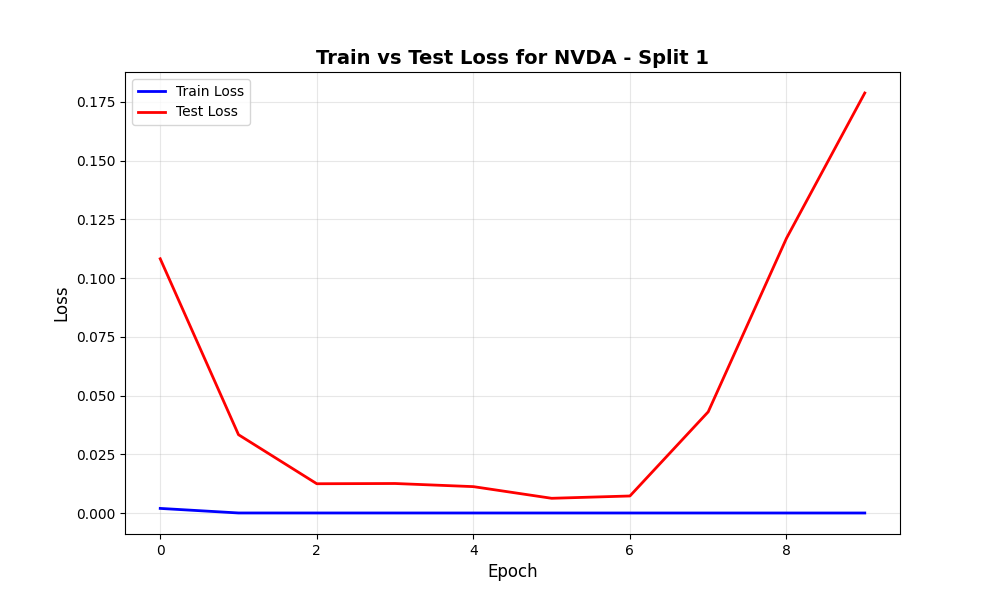 Train vs Test Loss for NVDA - Split 1
Train Loss
Test Loss
0.175
0.150
0.125
0.100
0.075
0.050
0.025
0.000
Loss
0 2 4 6 8
Epoch